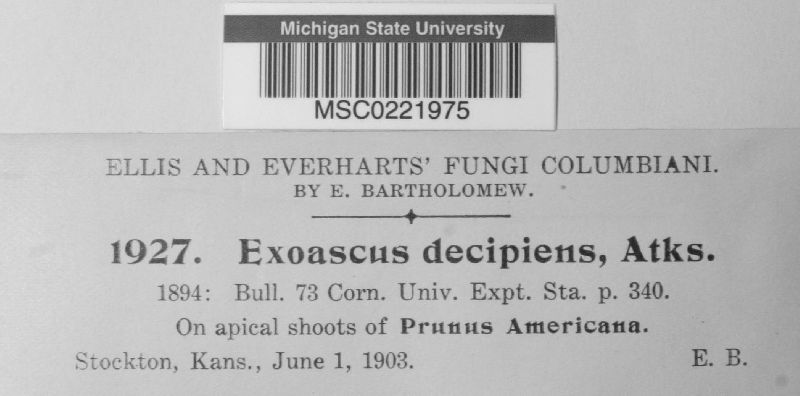 Michigan State University
MSC0221975
ELLIS AND EVERHARTS' FUNGI COLUMBIANI.
BY E. BARTHOLOMEW.
1927. Exoascus decipiens, Atks.
1894: Bull. 73 Corn. Univ. Expt. Sta. p. 340.
On apical shoots of Prunus Americana.
Stockton, Kans., June 1, 1903. E. B.